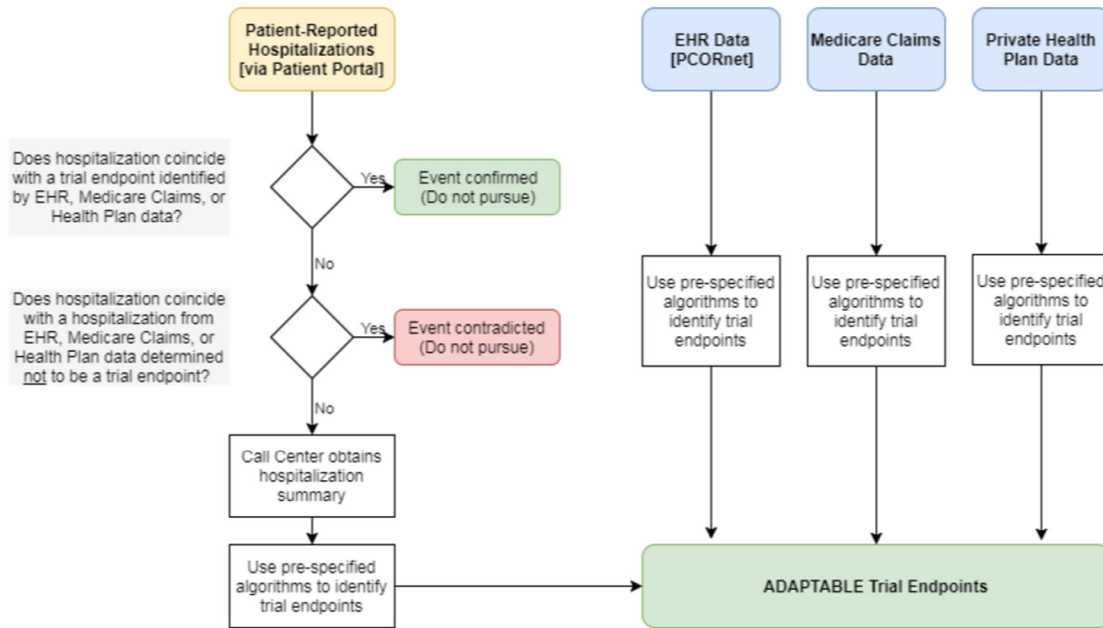 Patient-Reported
Hospitalizations
[via Patient Portal]
EHR Data
[PCORnet]
Medicare Claims
Data
Private Health
Plan Data
Does hospitalization coincide
with a trial endpoint identified
by EHR, Medicare Claims, or
Health Plan data?
Yes
Event confirmed
(Do not pursue)
No
Does hospitalization coincide
with a hospitalization from
EHR, Medicare Claims, or
Health Plan data determined
not to be a trial endpoint?
Yes
Event contradicted
(Do not pursue)
Use pre-specified
algorithms to
identify trial
endpoints
Use pre-specified
algorithms to
identify trial
endpoints
Use pre-specified
algorithms to
identify trial
endpoints
No
Call Center obtains
hospitalization
summary
Use pre-specified
algorithms to identify
trial endpoints
ADAPTABLE Trial Endpoints